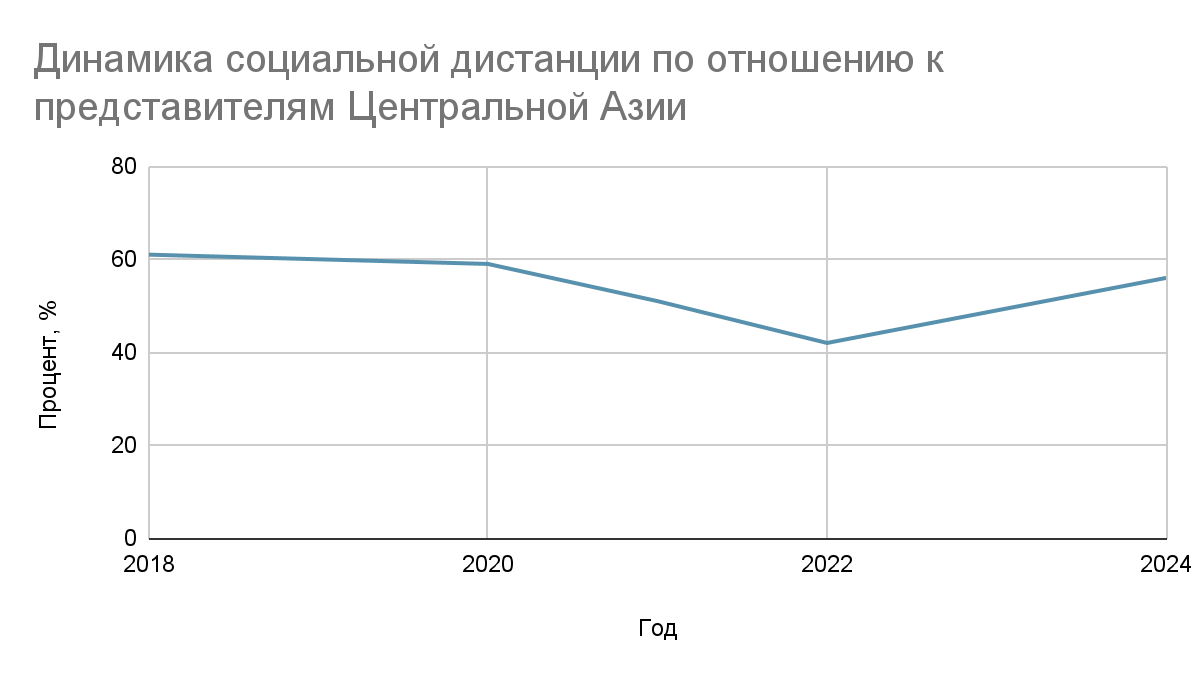 Динамика социальной дистанции по отношению к
представителям Центральной Азии
80
60
40
20
0
Процент, %
2018
2020
2022
2024
Год